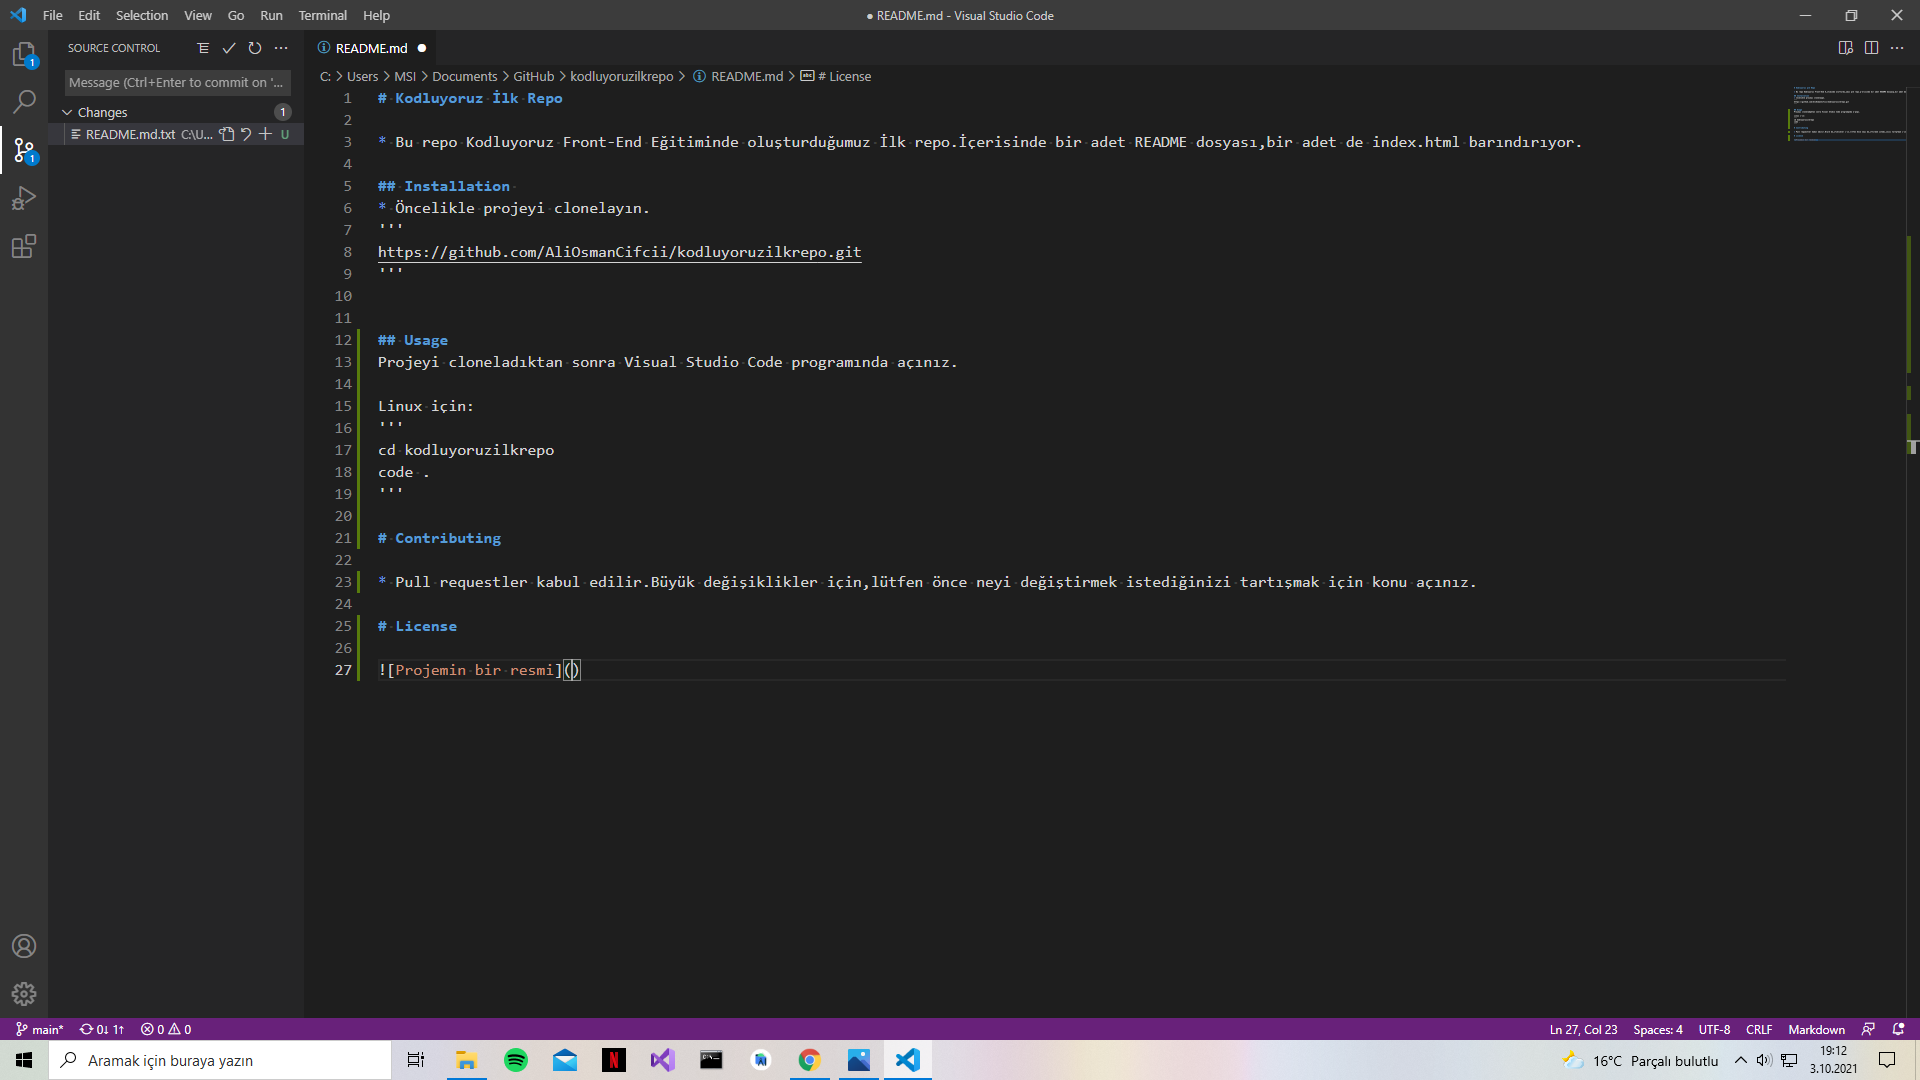 File Edit Selection View Go Run Terminal Help
● README.md - Visual Studio Code
SOURCE CONTROL
Message (Ctrl+Enter to commit on '...
Changes 1
README.md.txt C:\U... U
1
1
README.md ●
C: > Users > MSI > Documents > GitHub > kodluyoruzilkrepo > README.md > # License
1 # Kodluyoruz İlk Repo
2
3 * Bu repo Kodluyoruz Front-End Eğitiminde oluşturduğumuz İlk repo.İçerisinde bir adet README dosyası,bir adet de index.html barındırıyor.
4
5 ## Installation
6 * Öncelikle projeyi clonelayın.
7 '''
8 https://github.com/AliOsmanCifcii/kodluyoruzilkrepo.git
9 '''
10
11
12 ## Usage
13 Projeyi cloneladıktan sonra Visual Studio Code programında açınız.
14
15 Linux için:
16 '''
17 cd kodluyoruzilkrepo
18 code .
19 '''
20
21 # Contributing
22
23 * Pull requestler kabul edilir.Büyük değişiklikler için,lütfen önce neyi değiştirmek istediğinizi tartışmak için konu açınız.
24
25 # License
26
27 ![Projemin bir resmi]()
main* 0↓ 1↑ 0 0
Ln 27, Col 23 Spaces: 4 UTF-8 CRLF Markdown
Aramak için buraya yazın
16°C Parçalı bulutlu
19:12
3.10.2021